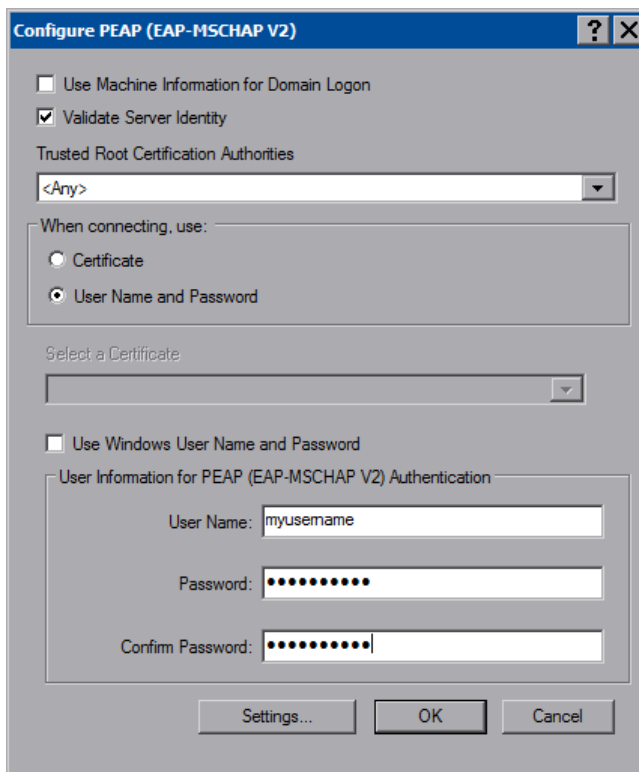 Configure PEAP (EAP-MSCHAP V2)
Use Machine Information for Domain Logon
Validate Server Identity
Trusted Root Certification Authorities
<Any>
When connecting, use:
Certificate
User Name and Password
Select a Certificate
Use Windows User Name and Password
User Information for PEAP (EAP-MSCHAP V2) Authentication
User Name: myusername
Password: ●●●●●●●●●●
Confirm Password: ●●●●●●●●●●
Settings... OK Cancel